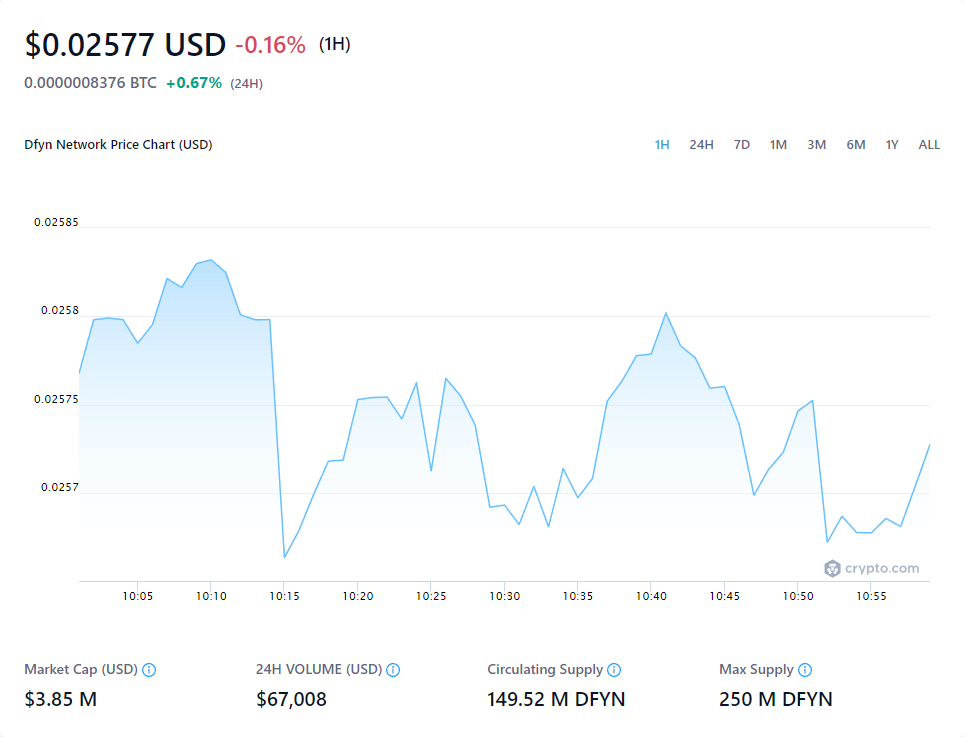 $0.02577 USD -0.16% (1H)
0.0000008376 BTC +0.67% (24H)
Dfyn Network Price Chart (USD) 1H 24H 7D 1M 3M 6M 1Y ALL
0.02585
0.0258
0.02575
0.0257
crypto.com
10:05 10:10 10:15 10:20 10:25 10:30 10:35 10:40 10:45 10:50 10:55
Market Cap (USD) 24H VOLUME (USD) Circulating Supply Max Supply
$3.85 M $67,008 149.52 M DFYN 250 M DFYN